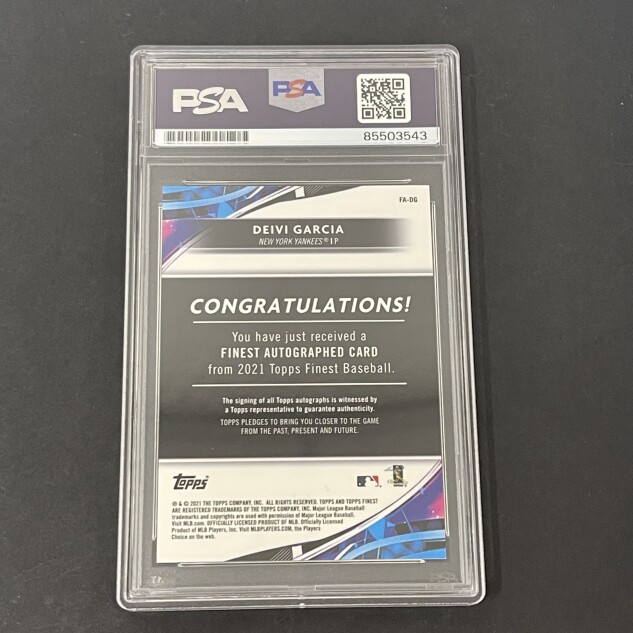 PSA
PSA
85503543
FA-DG
DEIVI GARCIA
NEW YORK YANKEES® | P
CONGRATULATIONS!
You have just received a
FINEST AUTOGRAPHED CARD
from 2021 Topps Finest Baseball.
The signing of all Topps autographs is witnessed by
a Topps representative to guarantee authenticity.
TOPPS PLEDGES TO BRING YOU CLOSER TO THE GAME
FROM THE PAST, PRESENT AND FUTURE.
Topps
® & © 2021 THE TOPPS COMPANY, INC. ALL RIGHTS RESERVED. TOPPS AND TOPPS FINEST
ARE REGISTERED TRADEMARKS OF THE TOPPS COMPANY, INC. Major League Baseball
trademarks and copyrights are used with permission of Major League Baseball.
Visit MLB.com. OFFICIALLY LICENSED PRODUCT OF MLB. Officially Licensed
Product of MLB Players, Inc. Visit MLBPLAYERS.COM, the Players
Choice on the web.